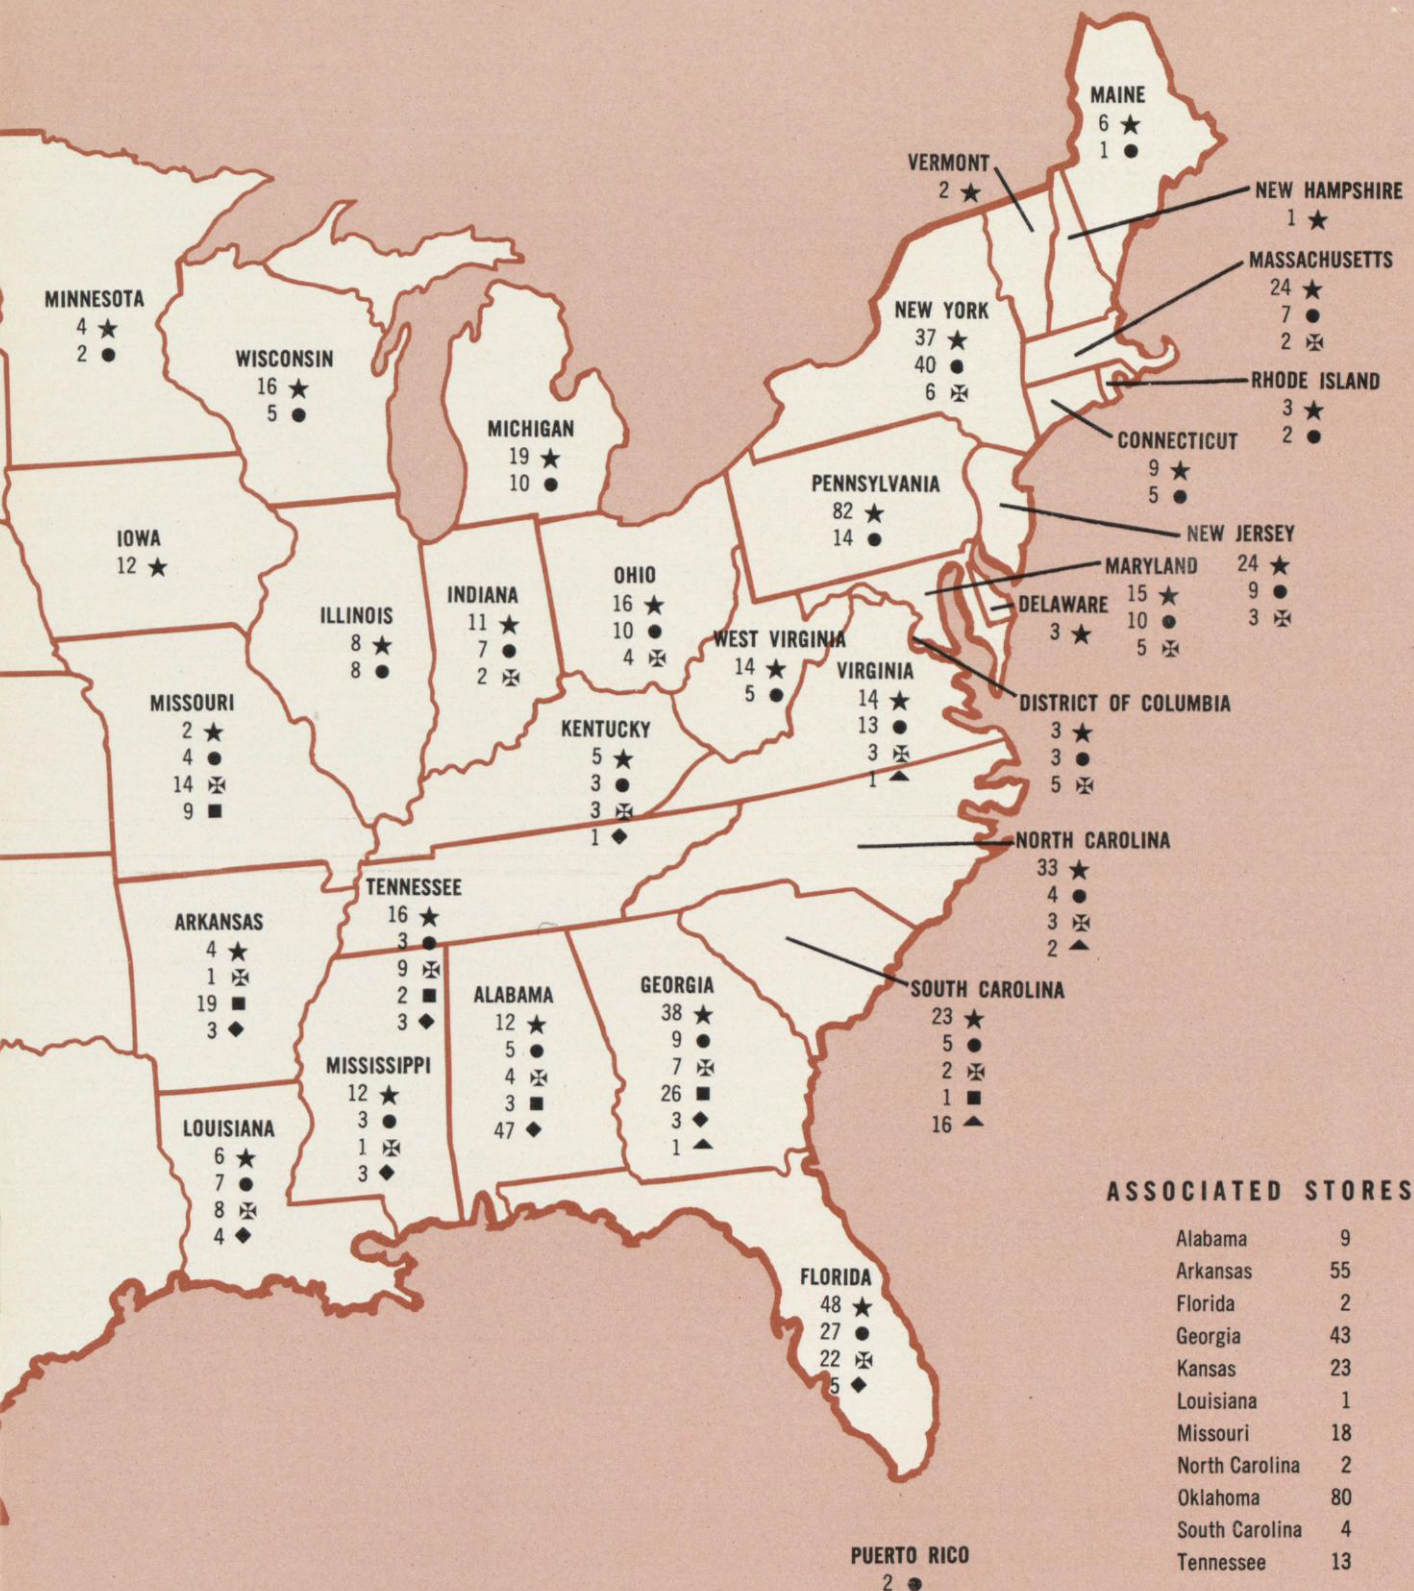 MAINE
6 ★
1 ●
VERMONT
2 ★
NEW HAMPSHIRE
1 ★
MASSACHUSETTS
24 ★
7 ●
2 ✠
MINNESOTA
4 ★
2 ●
WISCONSIN
16 ★
5 ●
NEW YORK
37 ★
40 ●
6 ✠
RHODE ISLAND
3 ★
2 ●
MICHIGAN
19 ★
10 ●
CONNECTICUT
9 ★
5 ●
PENNSYLVANIA
82 ★
14 ●
NEW JERSEY
24 ★
9 ●
3 ✠
IOWA
12 ★
MARYLAND
15 ★
10 ●
5 ✠
OHIO
16 ★
10 ●
4 ✠
INDIANA
11 ★
7 ●
2 ✠
DELAWARE
3 ★
ILLINOIS
8 ★
8 ●
WEST VIRGINIA
14 ★
5 ●
VIRGINIA
14 ★
13 ●
3 ✠
1 ▲
MISSOURI
2 ★
4 ●
14 ✠
9 ■
DISTRICT OF COLUMBIA
3 ★
3 ●
5 ✠
KENTUCKY
5 ★
3 ●
3 ✠
1 ◆
NORTH CAROLINA
33 ★
4 ●
3 ✠
2 ▲
TENNESSEE
16 ★
3 ●
9 ✠
2 ■
3 ◆
ARKANSAS
4 ★
1 ✠
19 ■
3 ◆
GEORGIA
38 ★
9 ●
7 ✠
26 ■
3 ◆
1 ▲
SOUTH CAROLINA
23 ★
5 ●
2 ✠
1 ■
16 ▲
ALABAMA
12 ★
5 ●
4 ✠
3 ■
47 ◆
MISSISSIPPI
12 ★
3 ●
1 ✠
3 ◆
LOUISIANA
6 ★
7 ●
8 ✠
4 ◆
FLORIDA
48 ★
27 ●
22 ✠
5 ◆
ASSOCIATED STORES
Alabama 9
Arkansas 55
Florida 2
Georgia 43
Kansas 23
Louisiana 1
Missouri 18
North Carolina 2
Oklahoma 80
South Carolina 4
Tennessee 13
PUERTO RICO
2 ●